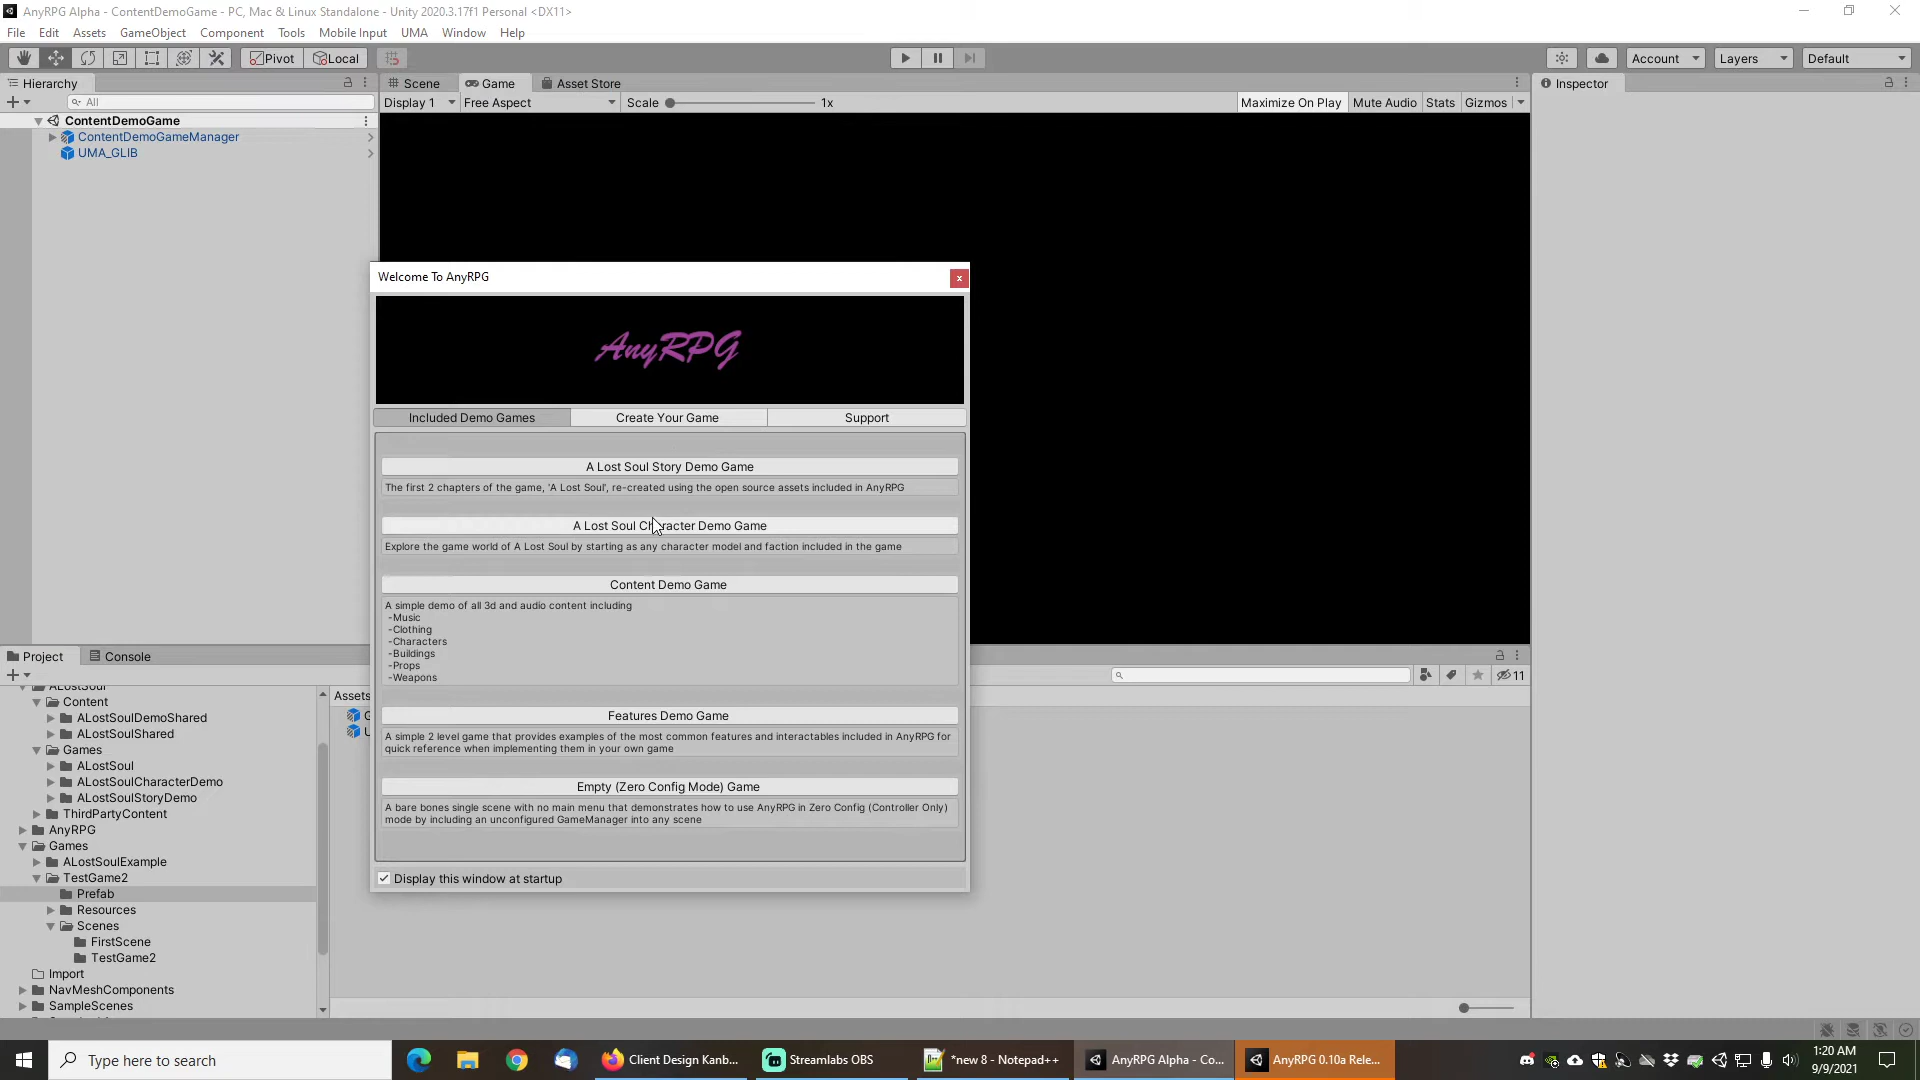 AnyRPG Alpha - ContentDemoGame - PC, Mac & Linux Standalone - Unity 2020.3.17f1 Personal <DX11>
File Edit Assets GameObject Component Tools Mobile Input UMA Window Help
Pivot Local Account Layers Default
Hierarchy Scene Game Asset Store Inspector
All Display 1 Free Aspect Scale 1x Maximize On Play Mute Audio Stats Gizmos
ContentDemoGame
ContentDemoGameManager
UMA_GLIB
Welcome To AnyRPG
x
AnyRPG
Included Demo Games Create Your Game Support
A Lost Soul Story Demo Game
The first 2 chapters of the game, 'A Lost Soul', re-created using the open source assets included in AnyRPG
A Lost Soul Character Demo Game
Explore the game world of A Lost Soul by starting as any character model and faction included in the game
Content Demo Game
A simple demo of all 3d and audio content including
-Music
-Clothing
-Characters
-Buildings
-Props
-Weapons
Features Demo Game
A simple 2 level game that provides examples of the most common features and interactables included in AnyRPG for
quick reference when implementing them in your own game
Empty (Zero Config Mode) Game
A bare bones single scene with no main menu that demonstrates how to use AnyRPG in Zero Config (Controller Only)
mode by including an unconfigured GameManager into any scene
Display this window at startup
Project Console
11
Assets
ALostSoul
Content
ALostSoulDemoShared
ALostSoulShared
Games
ALostSoul
ALostSoulCharacterDemo
ALostSoulStoryDemo
ThirdPartyContent
AnyRPG
Games
ALostSoulExample
TestGame2
Prefab
Resources
Scenes
FirstScene
TestGame2
Import
NavMeshComponents
SampleScenes
Type here to search
Client Design Kanb...
Streamlabs OBS
*new 8 - Notepad++
AnyRPG Alpha - Co...
AnyRPG 0.10a Rele...
1:20 AM
9/9/2021